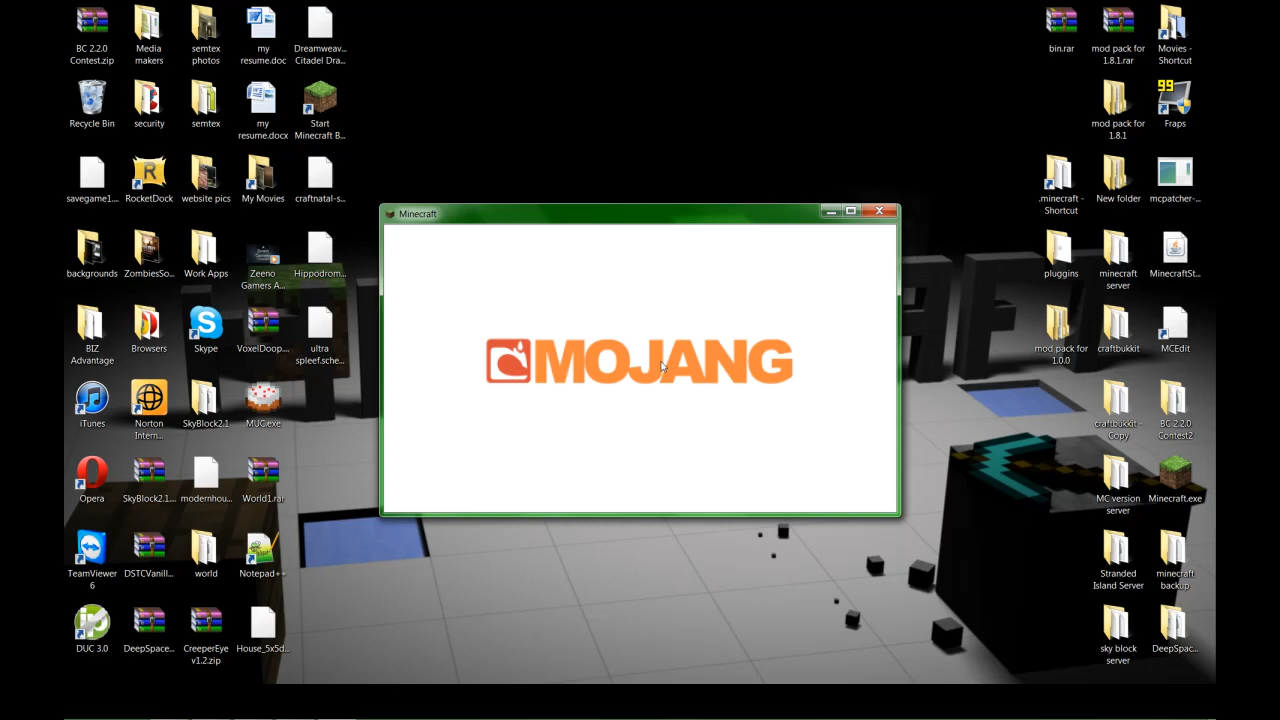 BC 2.2.0
Contest.zip
Media
makers
semtex
photos
my
resume.doc
Dreamweav...
Citadel Dra...
bin.rar
mod pack for
1.8.1.rar
Movies -
Shortcut
Recycle Bin
security
semtex
my
resume.docx
Start
Minecraft B...
mod pack for
1.8.1
99
Fraps
savegame1...
R
RocketDock
website pics
My Movies
craftnatal-s...
.minecraft -
Shortcut
New folder
mcpatcher-...
Minecraft
MOJANG
backgrounds
ZombiesSo...
Work Apps
Zeeno
Gamers A...
Hippodrom...
pluggins
minecraft
server
MinecraftSt...
BIZ
Advantage
Browsers
Skype
VoxelDoop...
ultra
spleef.sche...
mod pack for
1.0.0
craftbukkit
MCEdit
iTunes
Norton
Intern...
SkyBlock2.1
MUC.exe
craftbukkit -
Copy
BC 2.2.0
Contest2
Opera
SkyBlock2.1...
modernhou...
World1.rar
MC version
server
Minecraft.exe
TeamViewer
6
DSTCVanill...
world
Notepad++
Stranded
Island Server
minecraft
backup
DUC 3.0
DeepSpace...
CreeperEye
v1.2.zip
House_5x5d...
sky block
server
DeepSpac...